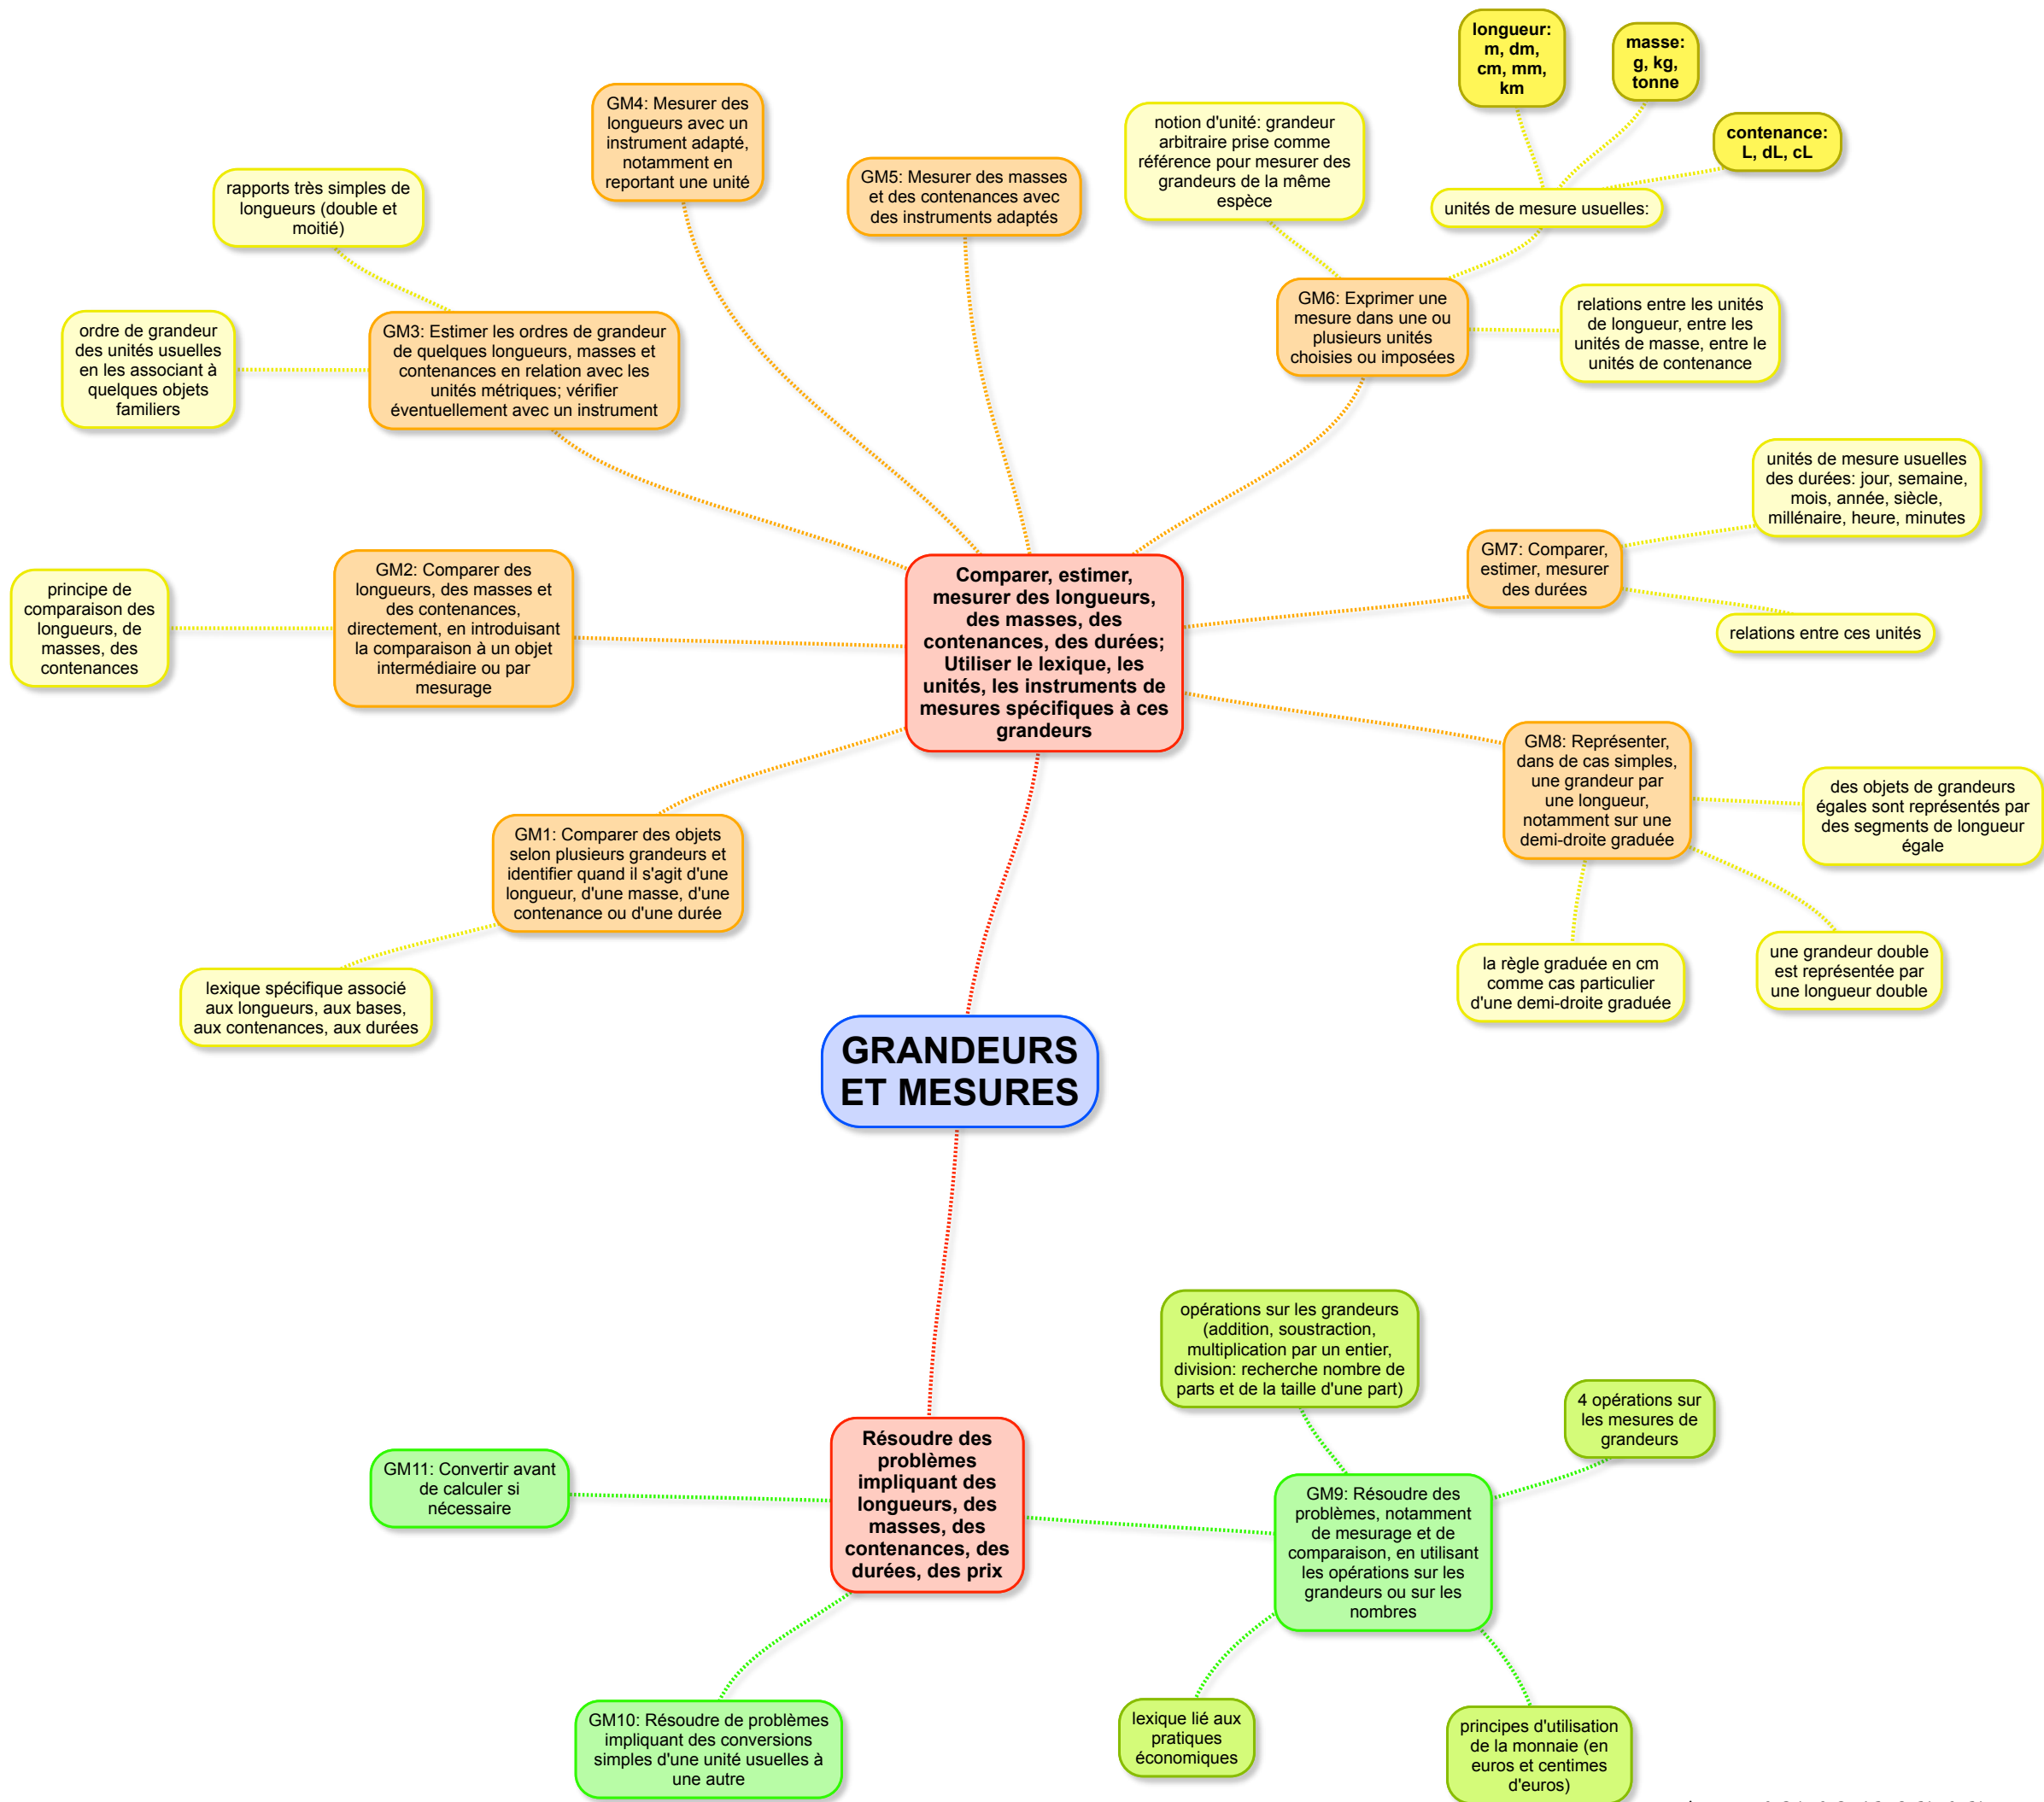 longueur:
m, dm,
cm, mm,
km
masse:
g, kg,
tonne
contenance:
L, dL, cL
unités de mesure usuelles:
notion d'unité: grandeur
arbitraire prise comme
référence pour mesurer des
grandeurs de la même
espèce
GM4: Mesurer des
longueurs avec un
instrument adapté,
notamment en
reportant une unité
GM5: Mesurer des masses
et des contenances avec
des instruments adaptés
rapports très simples de
longueurs (double et
moitié)
ordre de grandeur
des unités usuelles
en les associant à
quelques objets
familiers
GM3: Estimer les ordres de grandeur
de quelques longueurs, masses et
contenances en relation avec les
unités métriques; vérifier
éventuellement avec un instrument
GM6: Exprimer une
mesure dans une ou
plusieurs unités
choisies ou imposées
relations entre les unités
de longueur, entre les
unités de masse, entre le
unités de contenance
unités de mesure usuelles
des durées: jour, semaine,
mois, année, siècle,
millénaire, heure, minutes
GM7: Comparer,
estimer, mesurer
des durées
relations entre ces unités
principe de
comparaison des
longueurs, de
masses, des
contenances
GM2: Comparer des
longueurs, des masses et
des contenances,
directement, en introduisant
la comparaison à un objet
intermédiaire ou par
mesurage
Comparer, estimer,
mesurer des longueurs,
des masses, des
contenances, des durées;
Utiliser le lexique, les
unités, les instruments de
mesures spécifiques à ces
grandeurs
GM8: Représenter,
dans de cas simples,
une grandeur par
une longueur,
notamment sur une
demi-droite graduée
des objets de grandeurs
égales sont représentés par
des segments de longueur
égale
GM1: Comparer des objets
selon plusieurs grandeurs et
identifier quand il s'agit d'une
longueur, d'une masse, d'une
contenance ou d'une durée
lexique spécifique associé
aux longueurs, aux bases,
aux contenances, aux durées
la règle graduée en cm
comme cas particulier
d'une demi-droite graduée
une grandeur double
est représentée par
une longueur double
GRANDEURS
ET MESURES
opérations sur les grandeurs
(addition, soustraction,
multiplication par un entier,
division: recherche nombre de
parts et de la taille d'une part)
4 opérations sur
les mesures de
grandeurs
Résoudre des
problèmes
impliquant des
longueurs, des
masses, des
contenances, des
durées, des prix
GM11: Convertir avant
de calculer si
nécessaire
GM9: Résoudre des
problèmes, notamment
de mesurage et de
comparaison, en utilisant
les opérations sur les
grandeurs ou sur les
nombres
GM10: Résoudre de problèmes
impliquant des conversions
simples d'une unité usuelles à
une autre
lexique lié aux
pratiques
économiques
principes d'utilisation
de la monnaie (en
euros et centimes
d'euros)